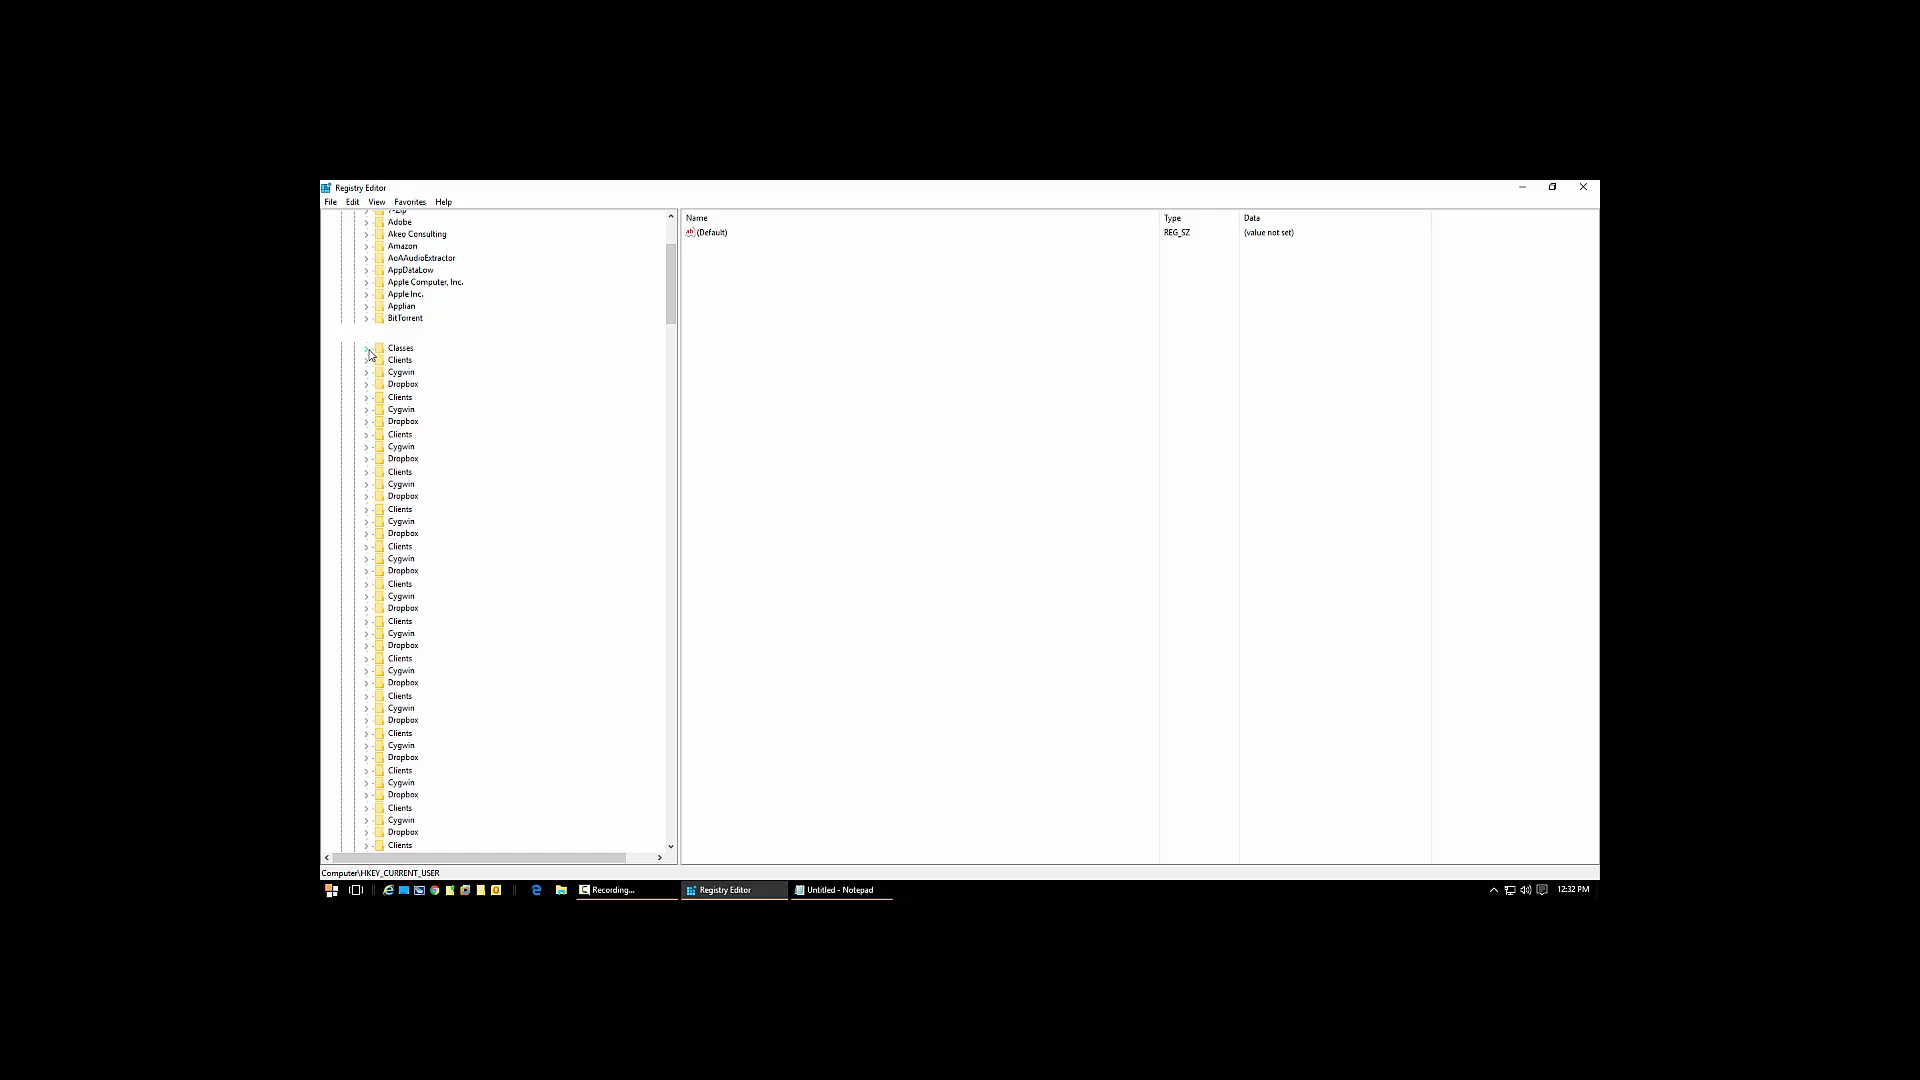 Registry Editor
File Edit View Favorites Help
7-Zip
Adobe
Akeo Consulting
Amazon
AoAAudioExtractor
AppDataLow
Apple Computer, Inc.
Apple Inc.
Applian
BitTorrent
Classes
Clients
Cygwin
Dropbox
Clients
Cygwin
Dropbox
Clients
Cygwin
Dropbox
Clients
Cygwin
Dropbox
Clients
Cygwin
Dropbox
Clients
Cygwin
Dropbox
Clients
Cygwin
Dropbox
Clients
Cygwin
Dropbox
Clients
Cygwin
Dropbox
Clients
Cygwin
Dropbox
Clients
Cygwin
Dropbox
Clients
Cygwin
Dropbox
Clients
Cygwin
Dropbox
Clients
Name Type Data
(Default) REG_SZ (value not set)
Computer\HKEY_CURRENT_USER
Recording... Registry Editor Untitled - Notepad 12:32 PM